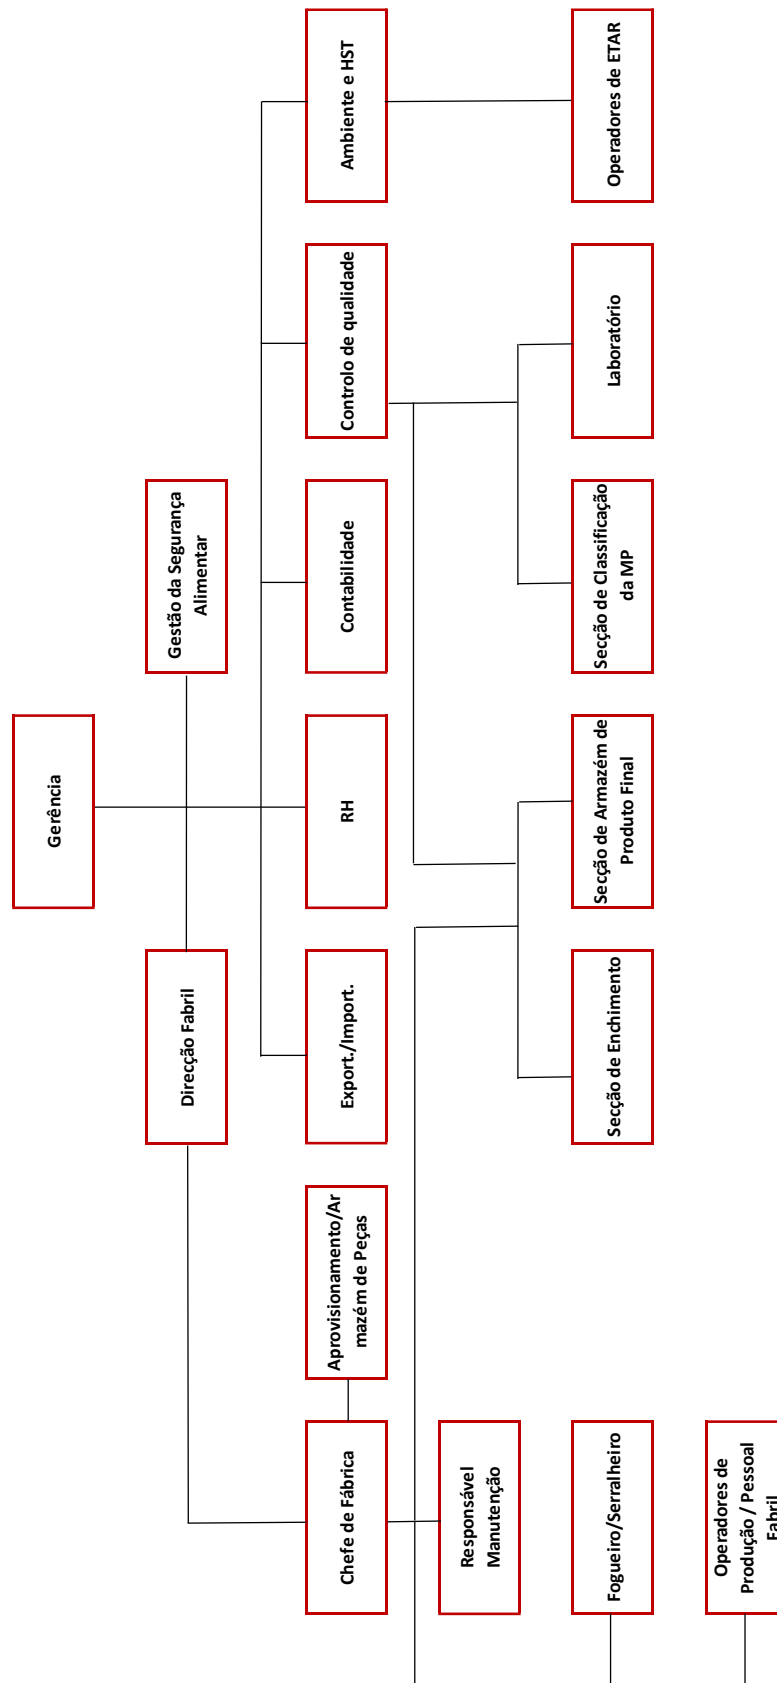 Gerência
Direcção Fabril
Gestão da Segurança
Alimentar
Chefe de Fábrica
Aprovisionamento/Ar
mazém de Peças
Export./Import.
RH
Contabilidade
Controlo de qualidade
Ambiente e HST
Responsável
Manutenção
Fogueiro/Serralheiro
Secção de Enchimento
Secção de Armazém de
Produto Final
Secção de Classificação
da MP
Laboratório
Operadores de ETAR
Operadores de
Produção / Pessoal
Fabril